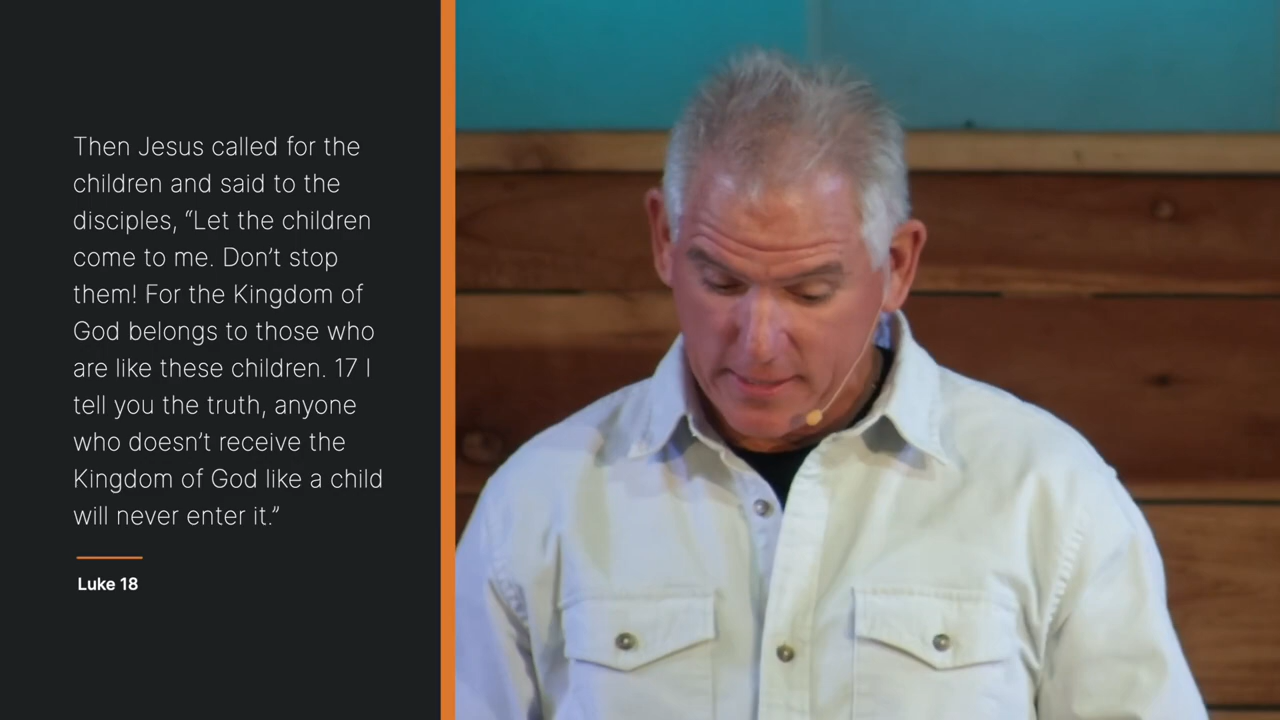 Then Jesus called for the
children and said to the
disciples, “Let the children
come to me. Don’t stop
them! For the Kingdom of
God belongs to those who
are like these children. 17 I
tell you the truth, anyone
who doesn’t receive the
Kingdom of God like a child
will never enter it.”
Luke 18